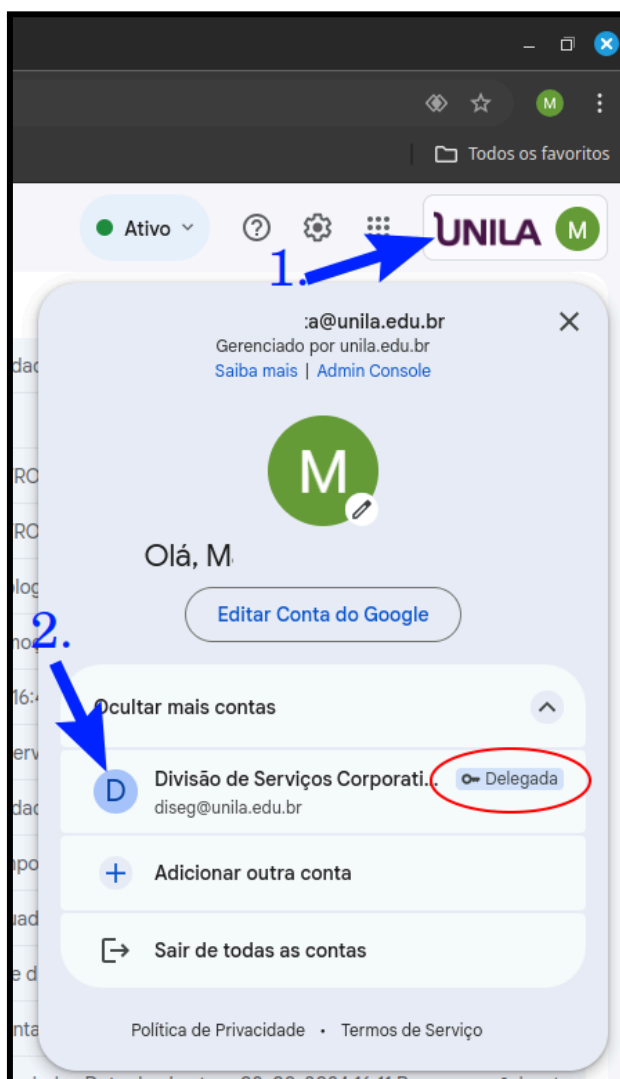 M
Todos os favoritos
Ativo
UNILA M
1.
:a@unila.edu.br
Gerenciado por unila.edu.br
Saiba mais | Admin Console
M
Olá, M
Editar Conta do Google
2.
Ocultar mais contas
D
Divisão de Serviços Corporati... Delegada
diseg@unila.edu.br
+ Adicionar outra conta
Sair de todas as contas
Política de Privacidade • Termos de Serviço